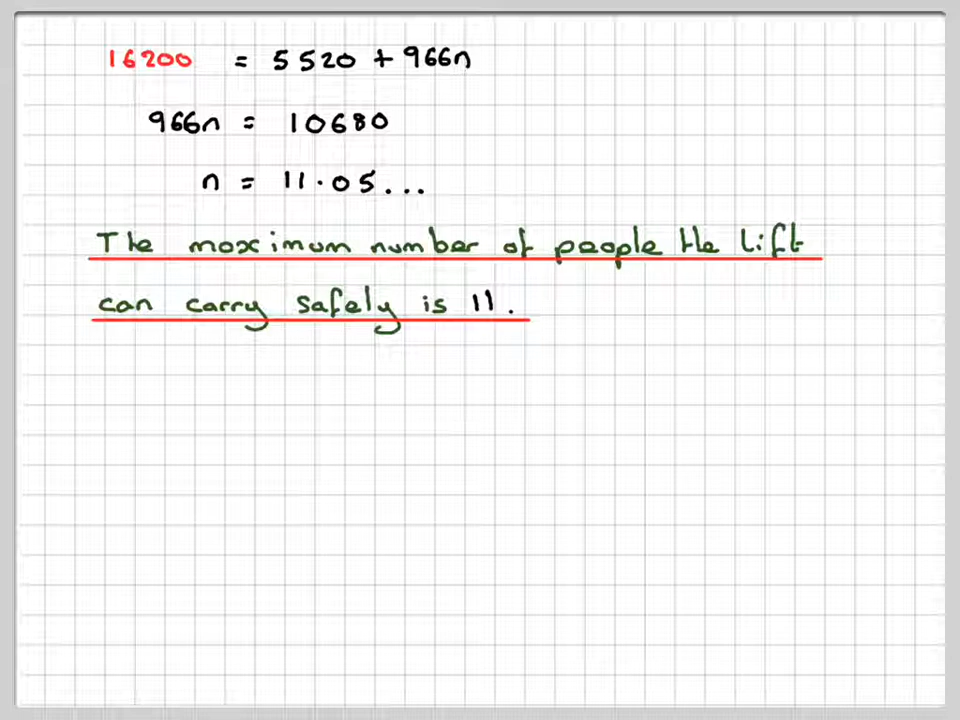 16200 = 5520 + 966n
966n = 10680
n = 11.05...
The maximum number of people the lift
can carry safely is 11.